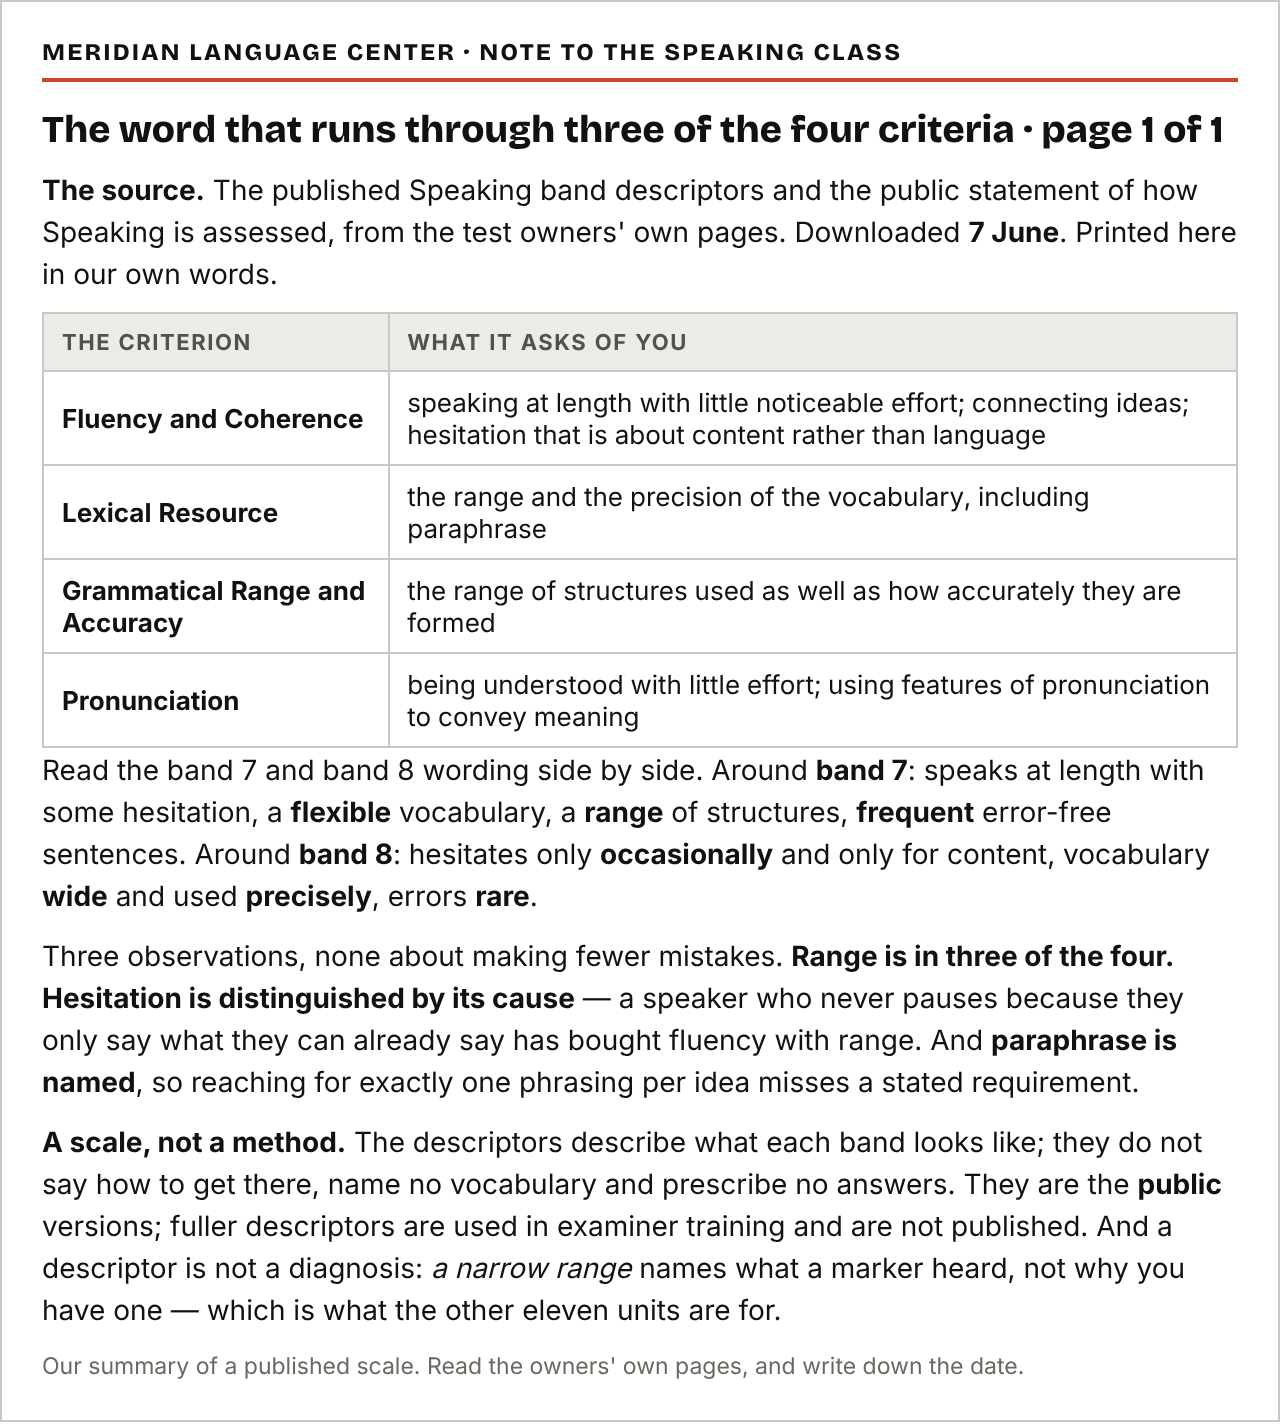 MERIDIAN LANGUAGE CENTER · NOTE TO THE SPEAKING CLASS
The word that runs through three of the four criteria · page 1 of 1
The source. The published Speaking band descriptors and the public statement of how
Speaking is assessed, from the test owners' own pages. Downloaded 7 June. Printed here
in our own words.
THE CRITERION
WHAT IT ASKS OF YOU
Fluency and Coherence
speaking at length with little noticeable effort; connecting ideas;
hesitation that is about content rather than language
Lexical Resource
the range and the precision of the vocabulary, including
paraphrase
Grammatical Range and
Accuracy
the range of structures used as well as how accurately they are
formed
Pronunciation
being understood with little effort; using features of pronunciation
to convey meaning
Read the band 7 and band 8 wording side by side. Around band 7: speaks at length with
some hesitation, a flexible vocabulary, a range of structures, frequent error-free
sentences. Around band 8: hesitates only occasionally and only for content, vocabulary
wide and used precisely, errors rare.
Three observations, none about making fewer mistakes. Range is in three of the four.
Hesitation is distinguished by its cause — a speaker who never pauses because they
only say what they can already say has bought fluency with range. And paraphrase is
named, so reaching for exactly one phrasing per idea misses a stated requirement.
A scale, not a method. The descriptors describe what each band looks like; they do not
say how to get there, name no vocabulary and prescribe no answers. They are the public
versions; fuller descriptors are used in examiner training and are not published. And a
descriptor is not a diagnosis: a narrow range names what a marker heard, not why you
have one — which is what the other eleven units are for.
Our summary of a published scale. Read the owners' own pages, and write down the date.